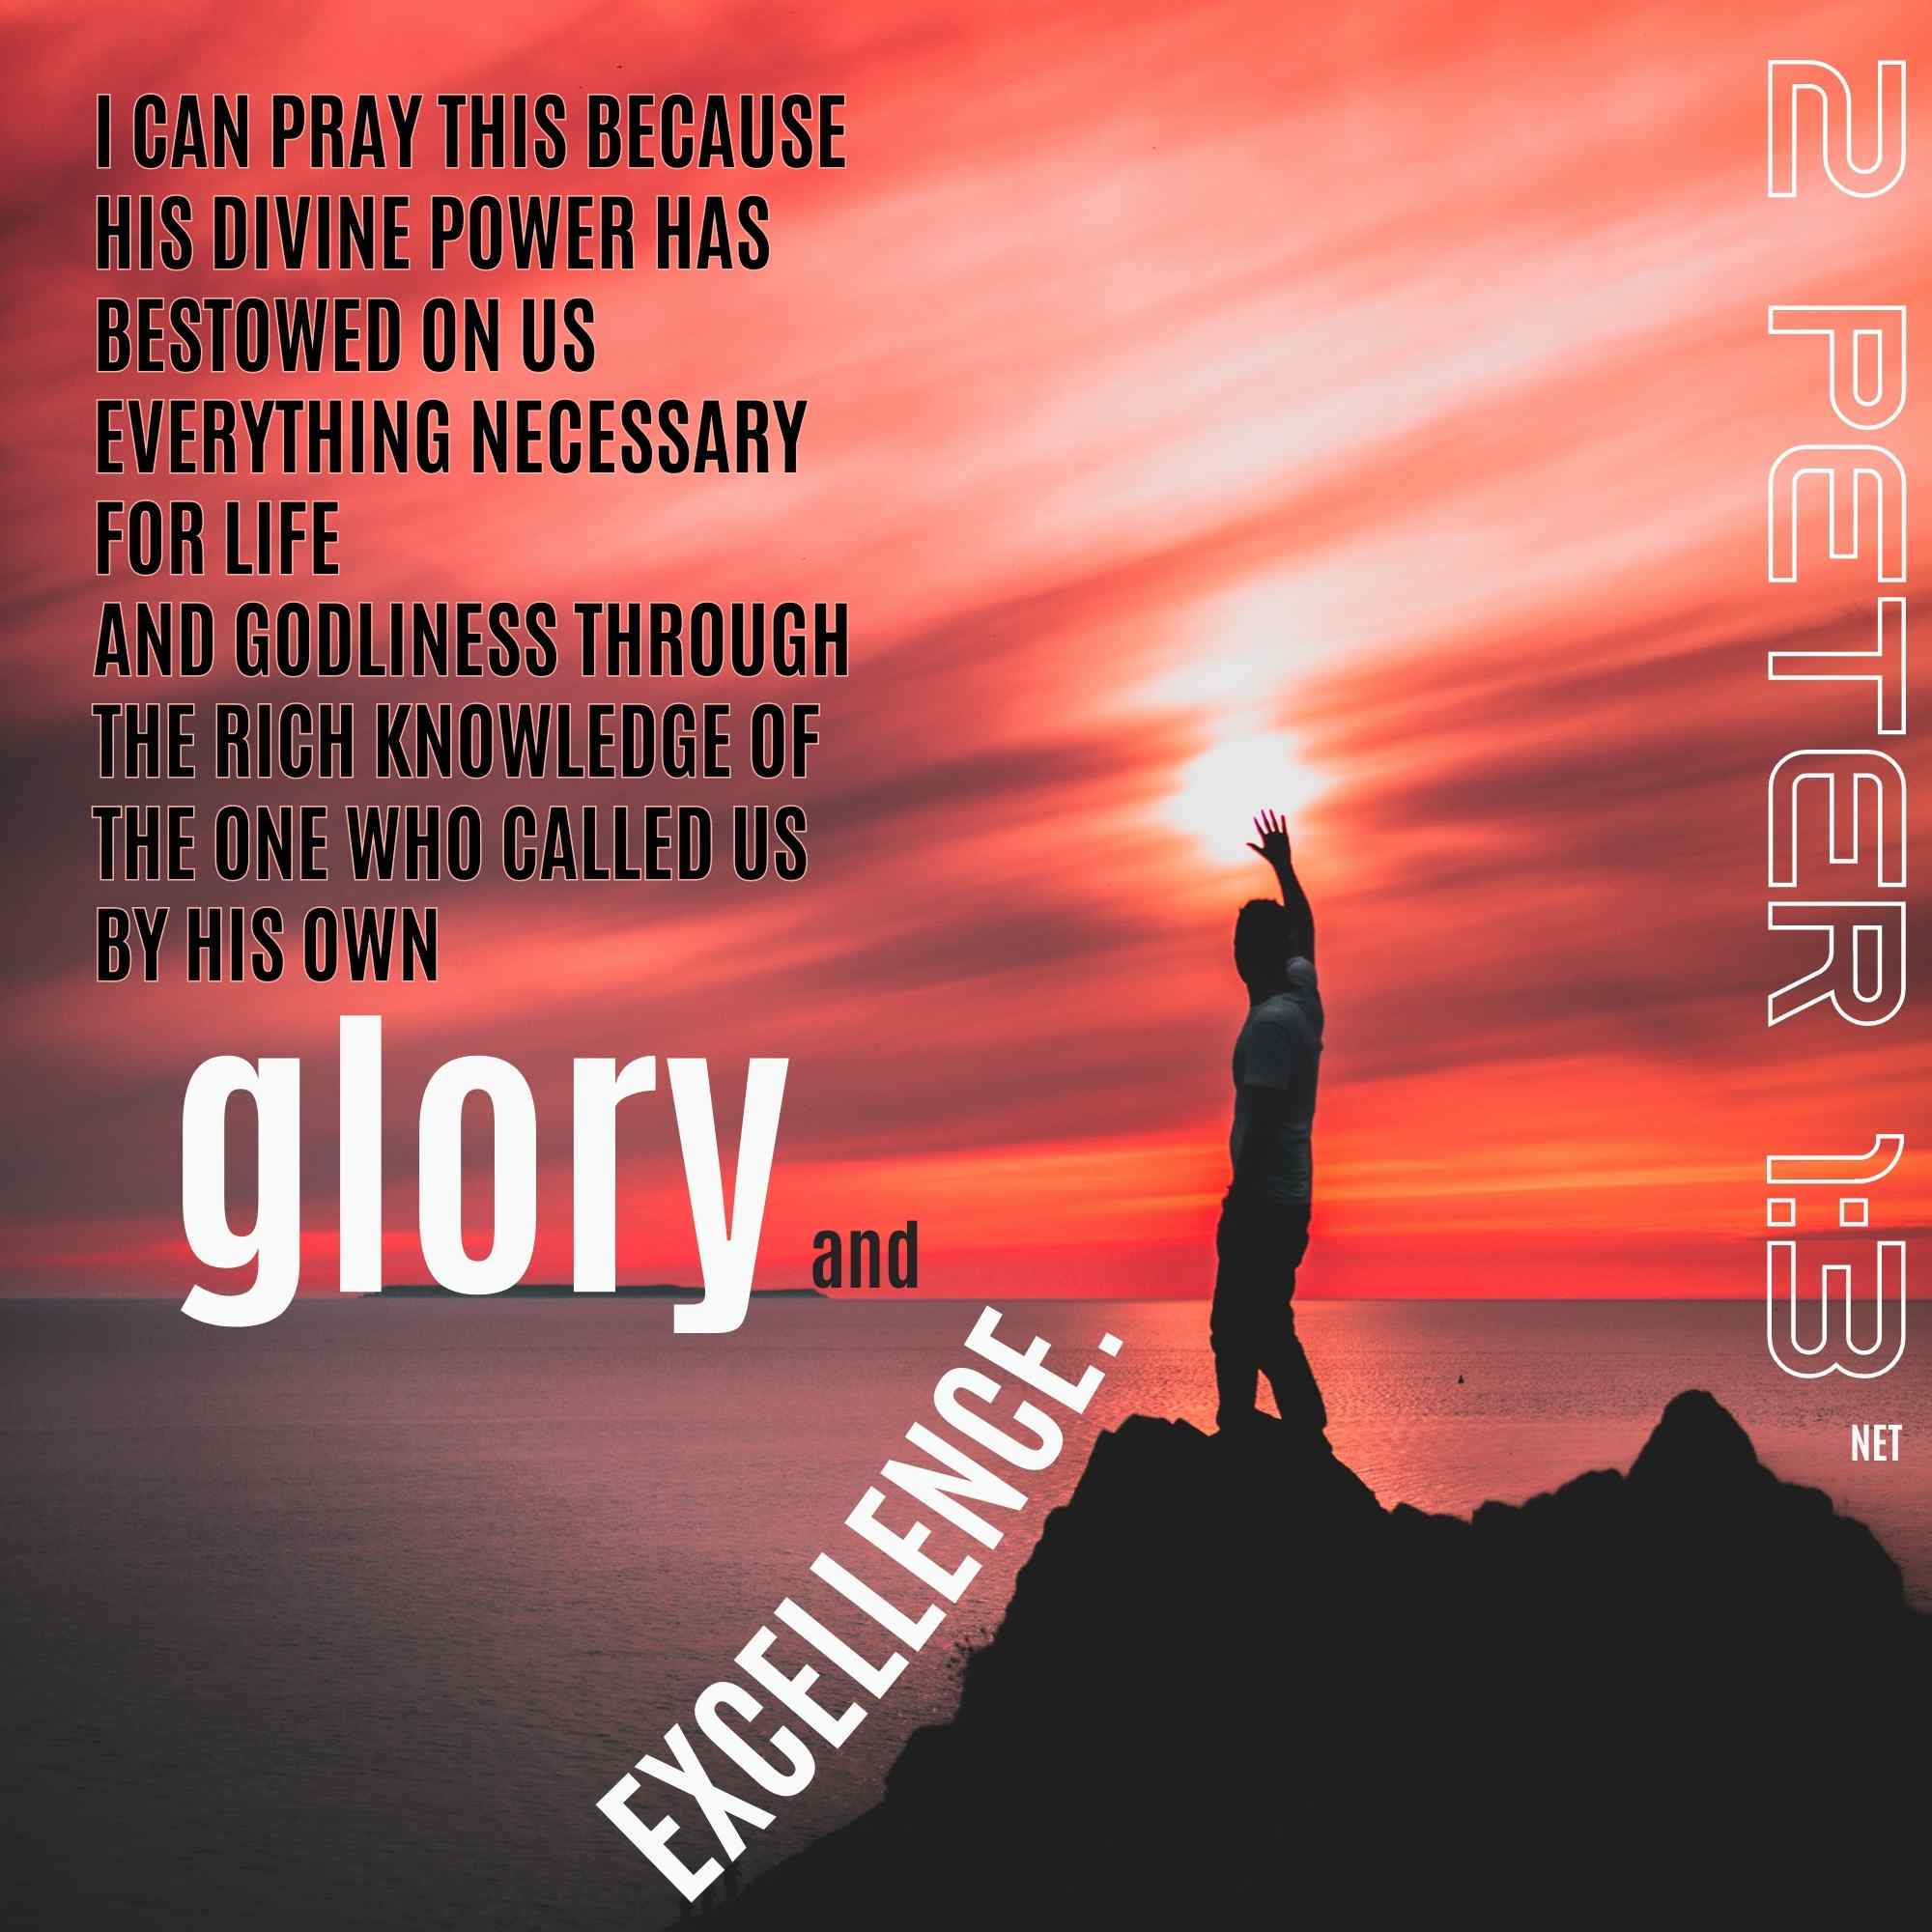 I CAN PRAY THIS BECAUSE
HIS DIVINE POWER HAS
BESTOWED ON US
EVERYTHING NECESSARY
FOR LIFE
AND GODLINESS THROUGH
THE RICH KNOWLEDGE OF
THE ONE WHO CALLED US
BY HIS OWN
glory and
EXCELLENCE.
2 PETER 1:3
NET